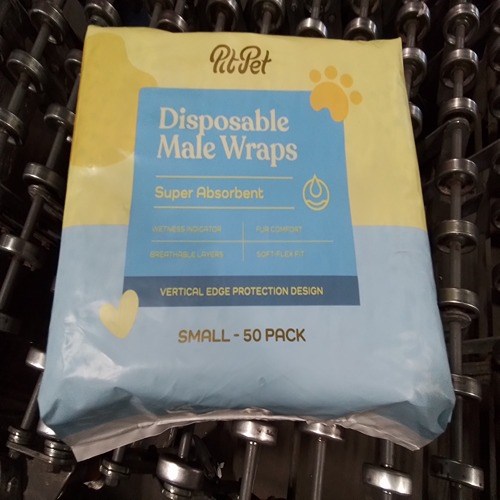 PitPet
Disposable
Male Wraps
Super Absorbent
WETNESS INDICATOR
FUR COMFORT
BREATHABLE LAYERS
SOFT-FLEX FIT
VERTICAL EDGE PROTECTION DESIGN
SMALL - 50 PACK